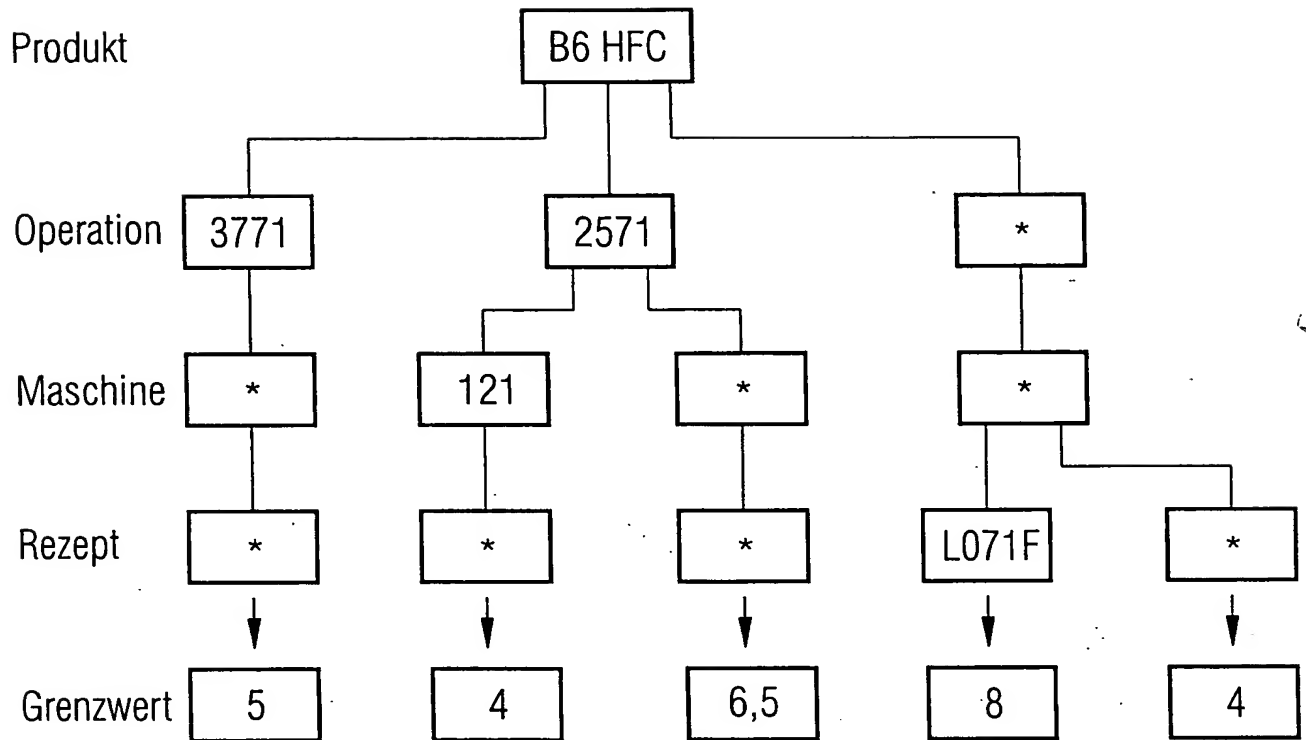 Produkt B6 HFC
Operation 3771 2571 *
Maschine * 121 * *
Rezept * * * L071F *
Grenzwert 5 4 6,5 8 4